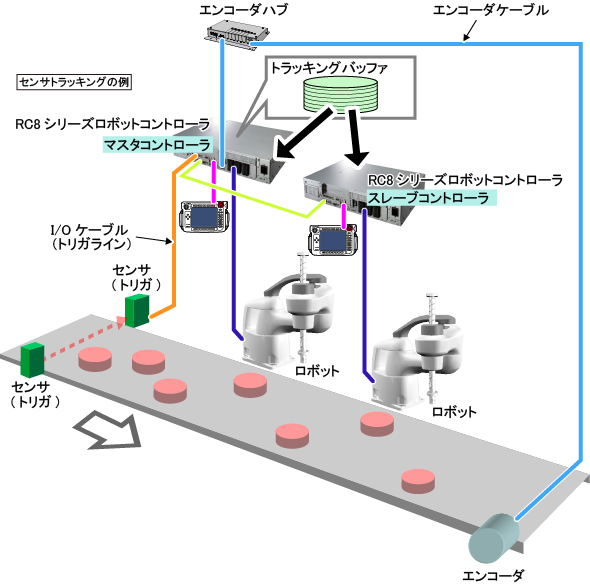 エンコーダハブ
エンコーダケーブル
センサトラッキングの例
トラッキングバッファ
RC8 シリーズロボットコントローラ
マスタコントローラ
RC8 シリーズロボットコントローラ
スレーブコントローラ
I/O ケーブル
（トリガライン）
センサ
（トリガ）
ロボット
センサ
（トリガ）
ロボット
エンコーダ